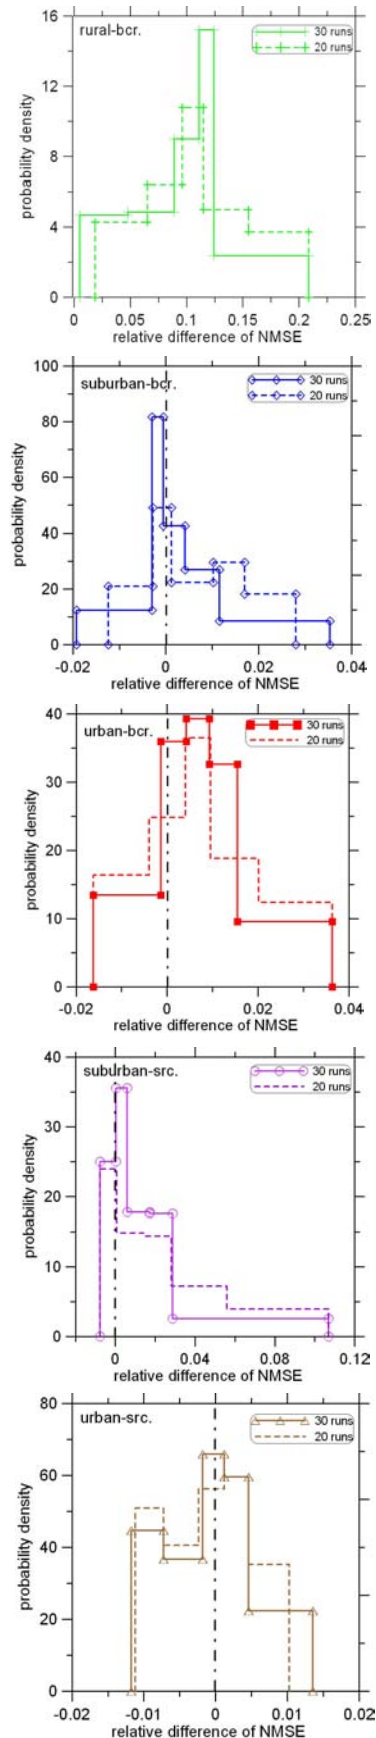 rural-bcr.
30 runs
20 runs
16
12
8
4
0
probability density
0 0.05 0.10 0.15 0.20 0.25
relative difference of NMSE
suburban-bcr.
30 runs
20 runs
100
80
60
40
20
0
probability density
-0.02 0 0.02 0.04
relative difference of NMSE
urban-bcr.
30 runs
20 runs
40
30
20
10
0
probability density
-0.02 0 0.02 0.04
relative difference of NMSE
suburban-src.
30 runs
20 runs
40
30
20
10
0
probability density
0 0.04 0.08 0.12
relative difference of NMSE
urban-src.
30 runs
20 runs
80
60
40
20
0
probability density
-0.02 -0.01 0 0.01 0.02
relative difference of NMSE